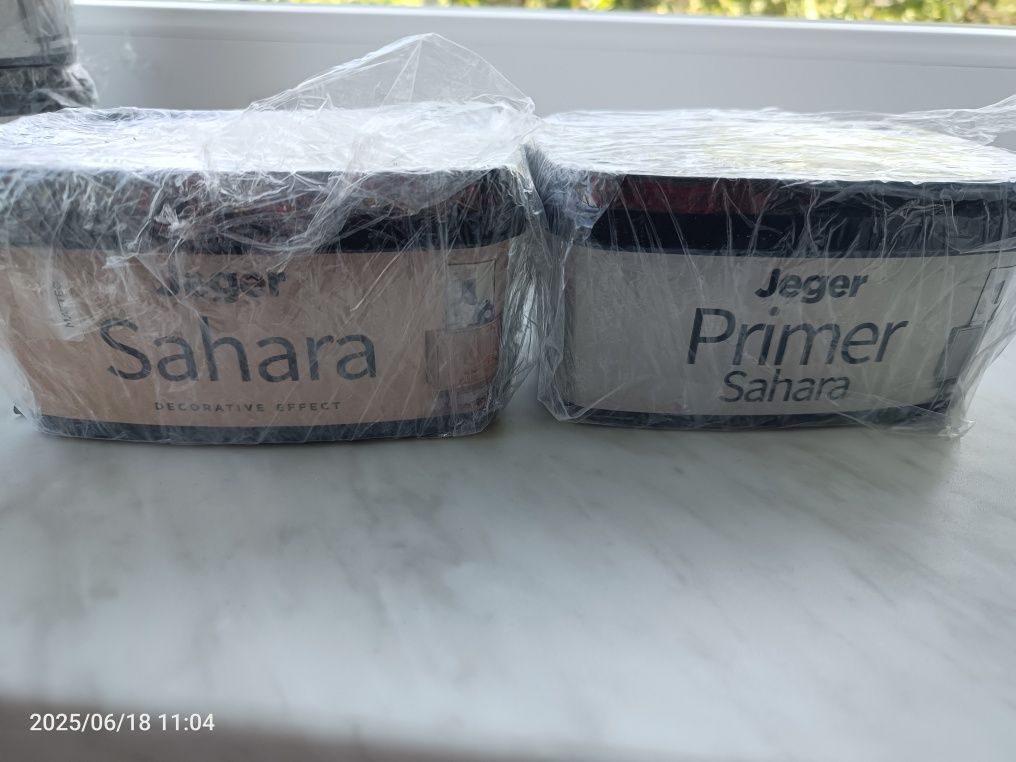 Jeger
Sahara
DECORATIVE EFFECT
Jeger
Primer
Sahara
2025/06/18 11:04